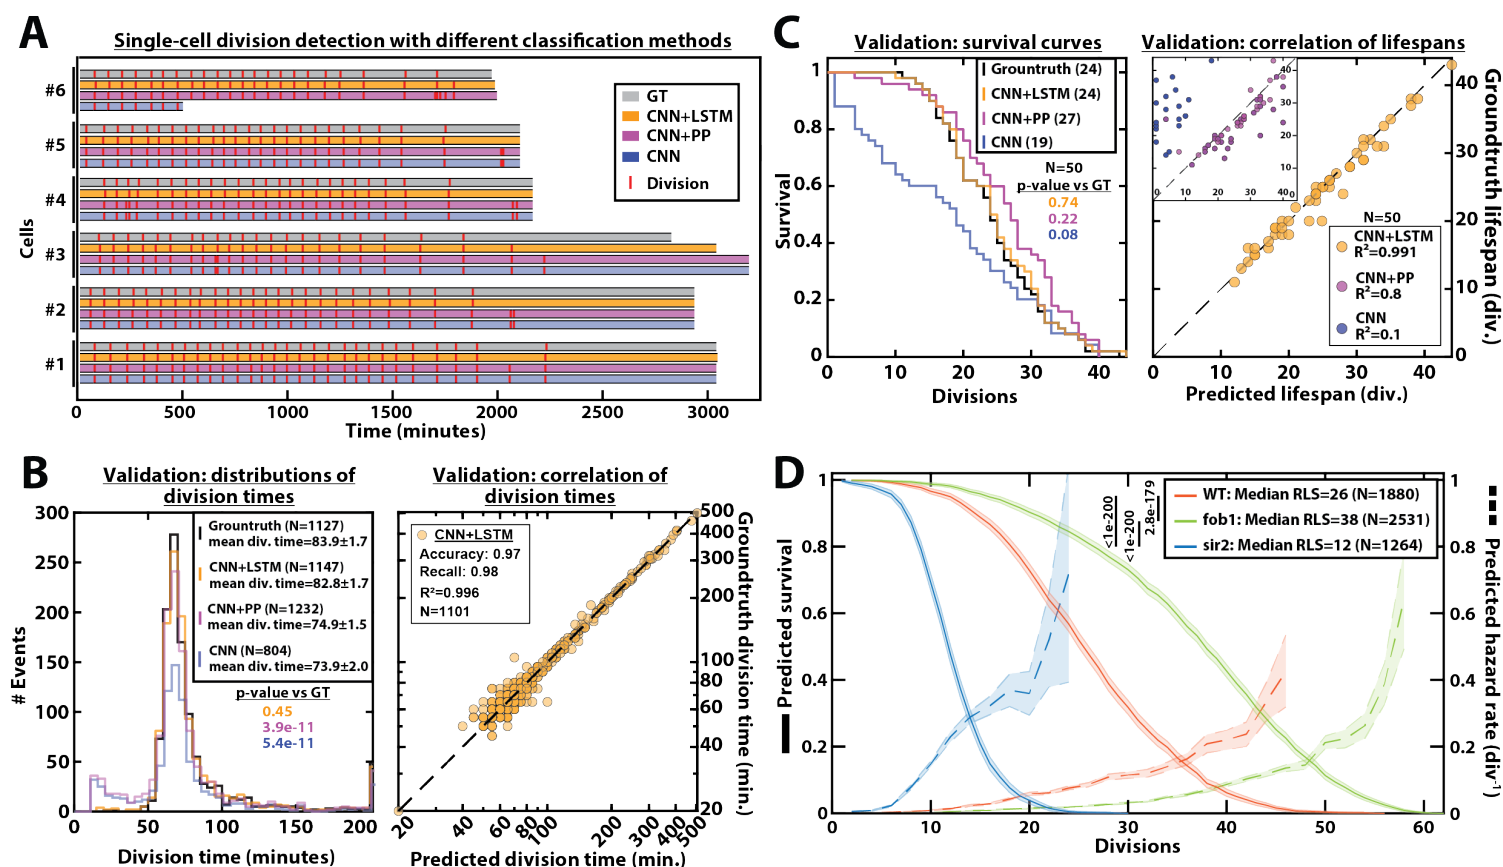 A
Single-cell division detection with different classification methods
#6
#5
#4
#3
#2
#1
Cells
GT
CNN+LSTM
CNN+PP
CNN
Division
0
500
1000
1500
2000
2500
3000
Time (minutes)
B
Validation: distributions of
division times
300
250
200
150
100
50
0
# Events
Grountruth (N=1127)
mean div. time=83.9±1.7
CNN+LSTM (N=1147)
mean div. time=82.8±1.7
CNN+PP (N=1232)
mean div. time=74.9±1.5
CNN (N=804)
mean div. time=73.9±2.0
p-value vs GT
0.45
3.9e-11
5.4e-11
0
50
100
150
200
Division time (minutes)
Validation: correlation of
division times
CNN+LSTM
Accuracy: 0.97
Recall: 0.98
R²=0.996
N=1101
500
400
300
200
100
80
60
40
20
Groundtruth division time (min.)
20
40
60
80
100
200
300
400
500
Predicted division time (min.)
C
Validation: survival curves
1
0.8
0.6
0.4
0.2
0
Survival
Grountruth (24)
CNN+LSTM (24)
CNN+PP (27)
CNN (19)
N=50
p-value vs GT
0.74
0.22
0.08
0
10
20
30
40
Divisions
Validation: correlation of lifespans
40
30
20
10
0
0
10
20
30
40
N=50
CNN+LSTM
R²=0.991
CNN+PP
R²=0.8
CNN
R²=0.1
40
30
20
10
0
Groundtruth lifespan (div.)
0
10
20
30
40
Predicted lifespan (div.)
D
1
0.8
0.6
0.4
0.2
0
Predicted survival
<1e-200
<1e-200
2.8e-179
WT: Median RLS=26 (N=1880)
fob1: Median RLS=38 (N=2531)
sir2: Median RLS=12 (N=1264)
1
0.8
0.6
0.4
0.2
0
Predicted hazard rate (div⁻¹)
0
10
20
30
40
50
60
Divisions